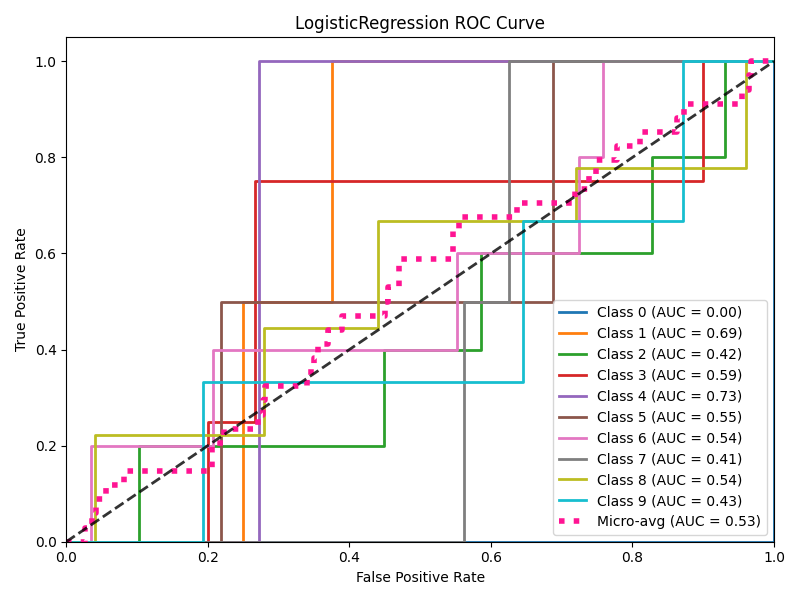 LogisticRegression ROC Curve
True Positive Rate
1.0
0.8
0.6
0.4
0.2
0.0
Class 0 (AUC = 0.00)
Class 1 (AUC = 0.69)
Class 2 (AUC = 0.42)
Class 3 (AUC = 0.59)
Class 4 (AUC = 0.73)
Class 5 (AUC = 0.55)
Class 6 (AUC = 0.54)
Class 7 (AUC = 0.41)
Class 8 (AUC = 0.54)
Class 9 (AUC = 0.43)
Micro-avg (AUC = 0.53)
0.0 0.2 0.4 0.6 0.8 1.0
False Positive Rate